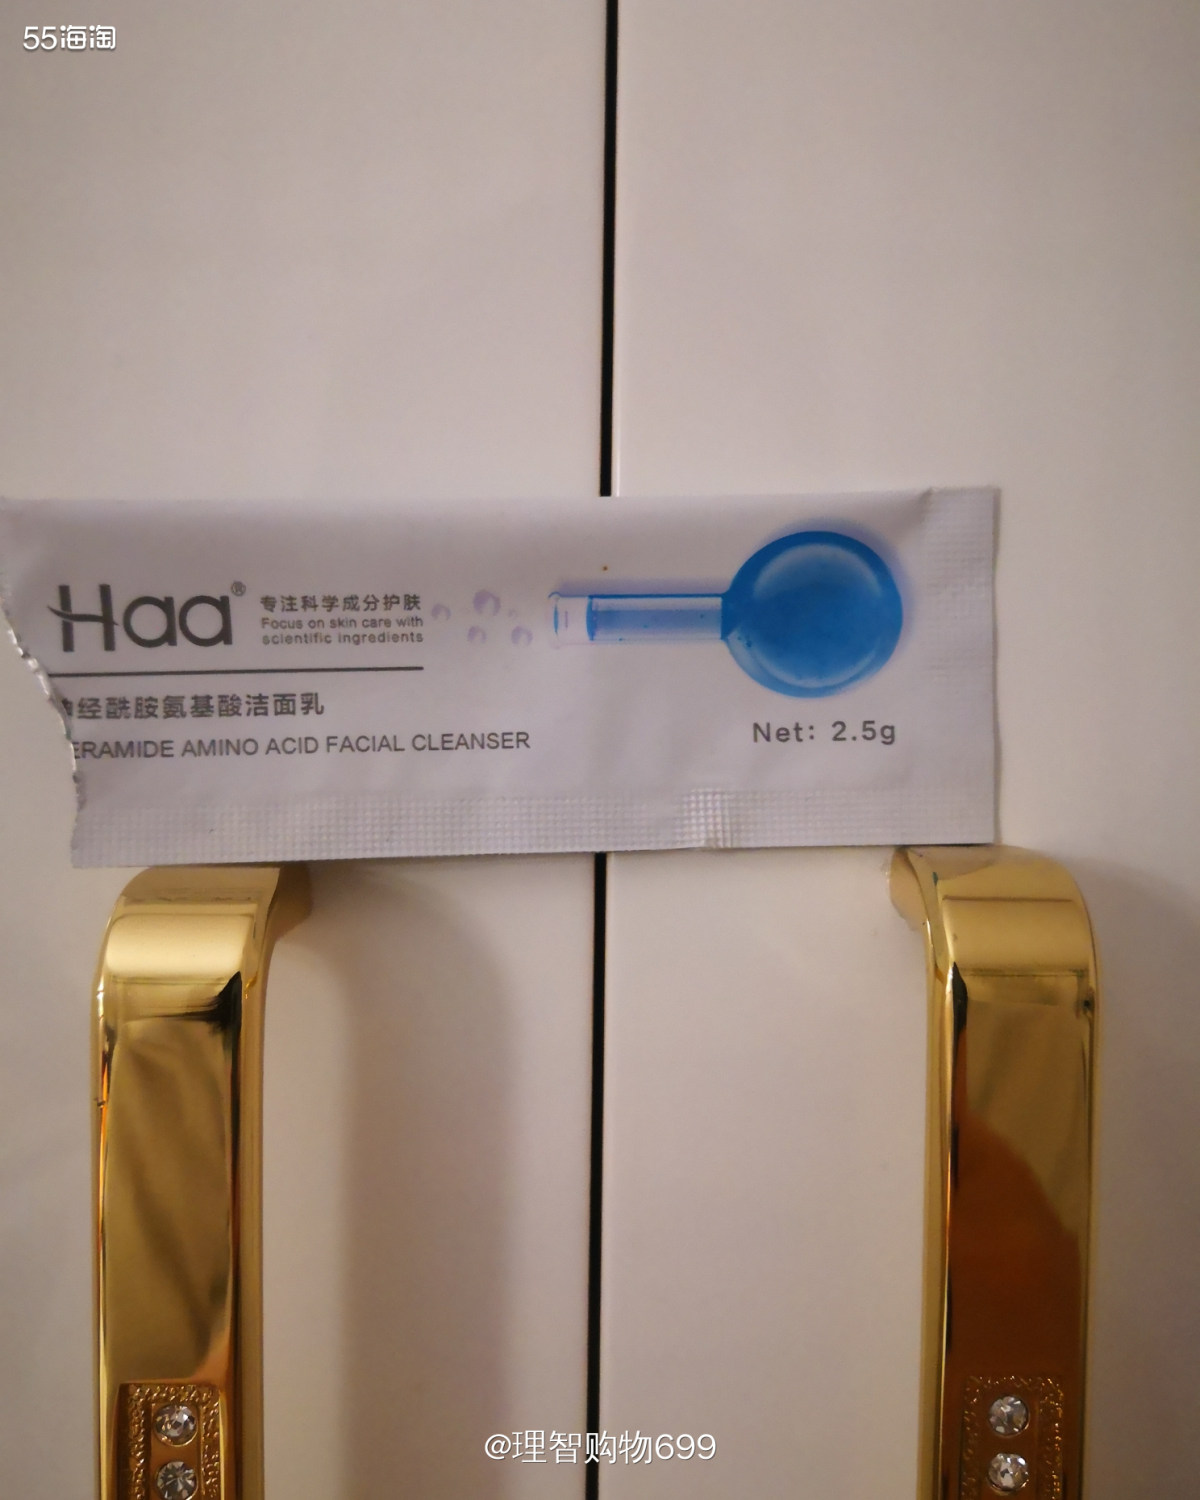 55海淘
Haa®
专注科学成分护肤
Focus on skin care with
scientific ingredients
经酰胺氨基酸洁面乳
ERAMIDE AMINO ACID FACIAL CLEANSER
Net: 2.5g
@理智购物699